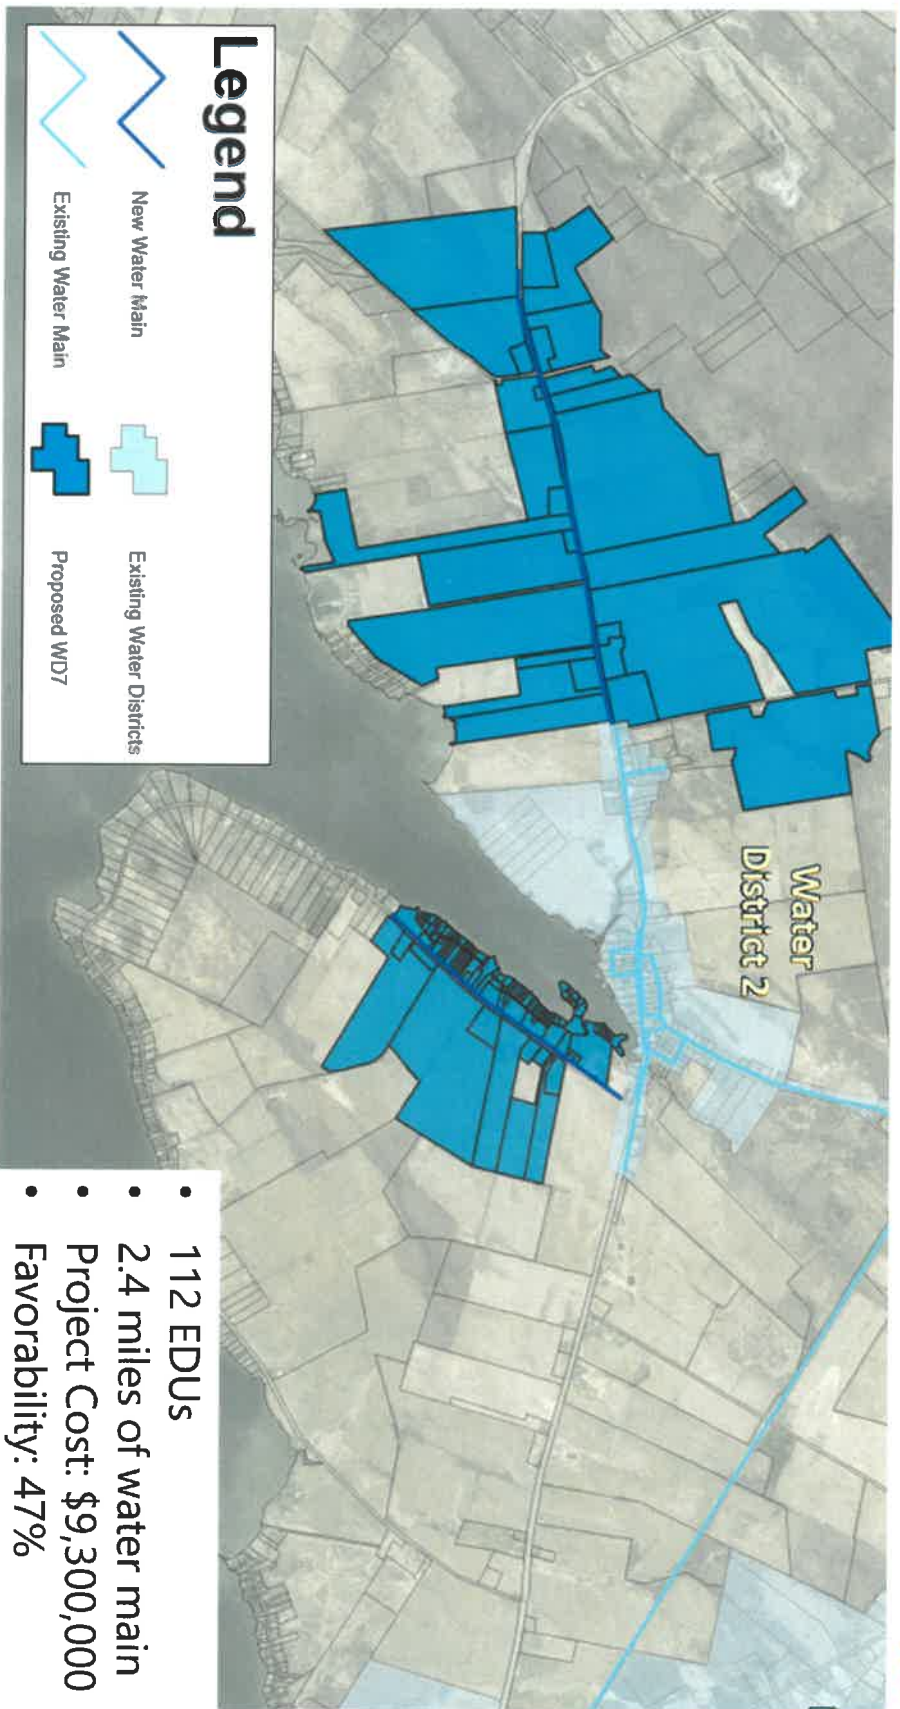 Water
District 2
Legend
New Water Main
Existing Water Districts
Existing Water Main
Proposed WD7
• 112 EDUs
• 2.4 miles of water main
• Project Cost: $9,300,000
• Favorability: 47%